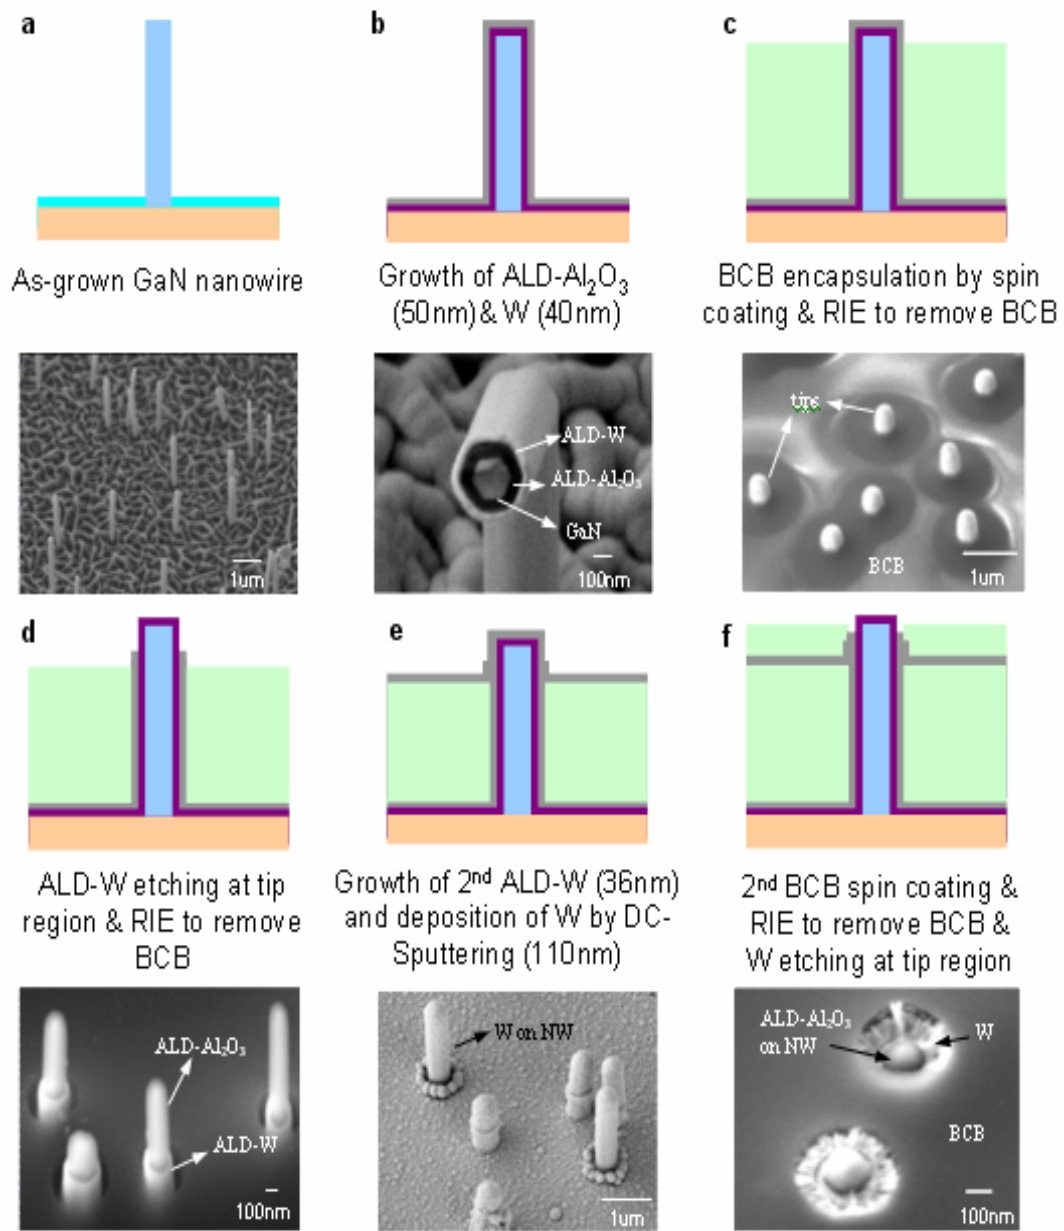 a
b
c
As-grown GaN nanowire
Growth of ALD-Al₂O₃
(50nm)& W (40nm)
BCB encapsulation by spin
coating & RIE to remove BCB
1um
ALD-W
ALD-Al₂O₃
GaN
100nm
tips
BCB
1um
d
e
f
ALD-W etching at tip
region & RIE to remove
BCB
Growth of 2ⁿᵈ ALD-W (36nm)
and deposition of W by DC-
Sputtering (110nm)
2ⁿᵈ BCB spin coating &
RIE to remove BCB &
W etching at tip region
ALD-Al₂O₃
ALD-W
100nm
W on NW
1um
ALD-Al₂O₃
on NW
W
BCB
100nm